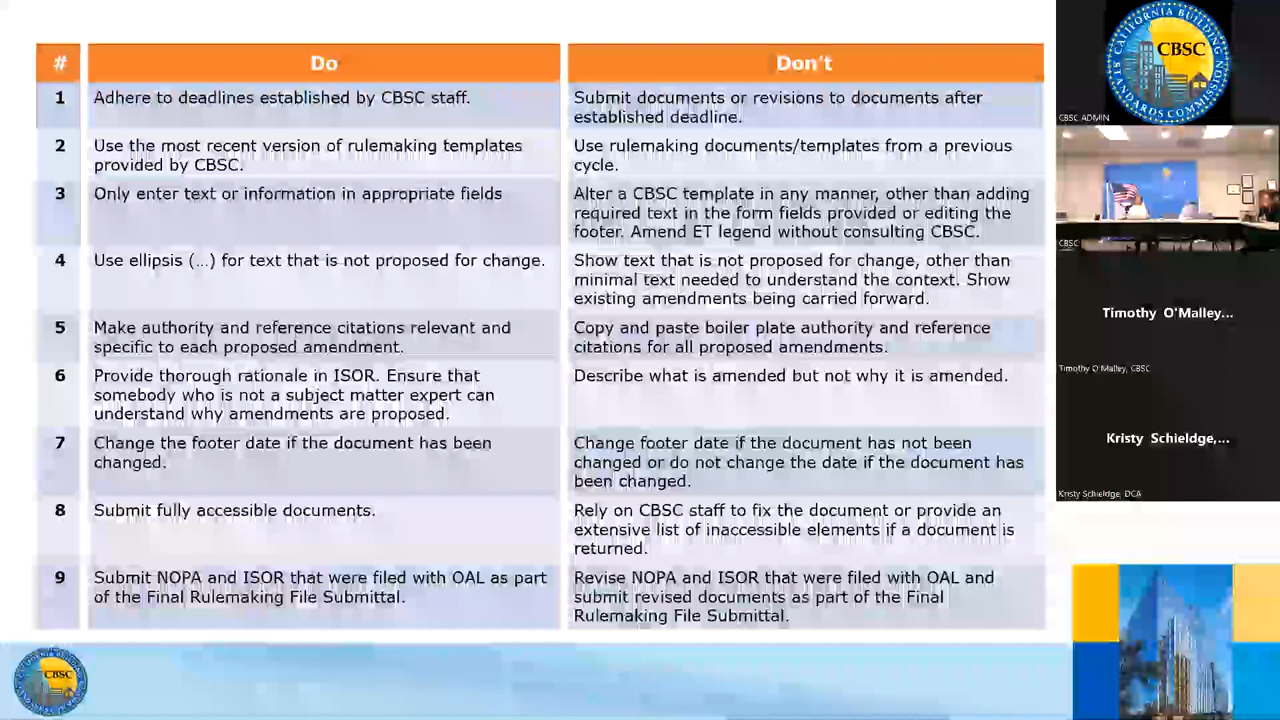 # Do Don't
1 Adhere to deadlines established by CBSC staff. Submit documents or revisions to documents after
established deadline.
2 Use the most recent version of rulemaking templates
provided by CBSC. Use rulemaking documents/templates from a previous
cycle.
3 Only enter text or information in appropriate fields Alter a CBSC template in any manner, other than adding
required text in the form fields provided or editing the
footer. Amend ET legend without consulting CBSC.
4 Use ellipsis (...) for text that is not proposed for change. Show text that is not proposed for change, other than
minimal text needed to understand the context. Show
existing amendments being carried forward.
5 Make authority and reference citations relevant and
specific to each proposed amendment. Copy and paste boiler plate authority and reference
citations for all proposed amendments.
6 Provide thorough rationale in ISOR. Ensure that
somebody who is not a subject matter expert can
understand why amendments are proposed. Describe what is amended but not why it is amended.
7 Change the footer date if the document has been
changed. Change footer date if the document has not been
changed or do not change the date if the document has
been changed.
8 Submit fully accessible documents. Rely on CBSC staff to fix the document or provide an
extensive list of inaccessible elements if a document is
returned.
9 Submit NOPA and ISOR that were filed with OAL as part
of the Final Rulemaking File Submittal. Revise NOPA and ISOR that were filed with OAL and
submit revised documents as part of the Final
Rulemaking File Submittal.
CALIFORNIA BUILDING STANDARDS COMMISSION
CBSC
CBSC ADMIN
CBSC
Timothy O'Malley...
Timothy O'Malley, CBSC
Kristy Schieldge,...
Kristy Schieldge, DCA
CBSC